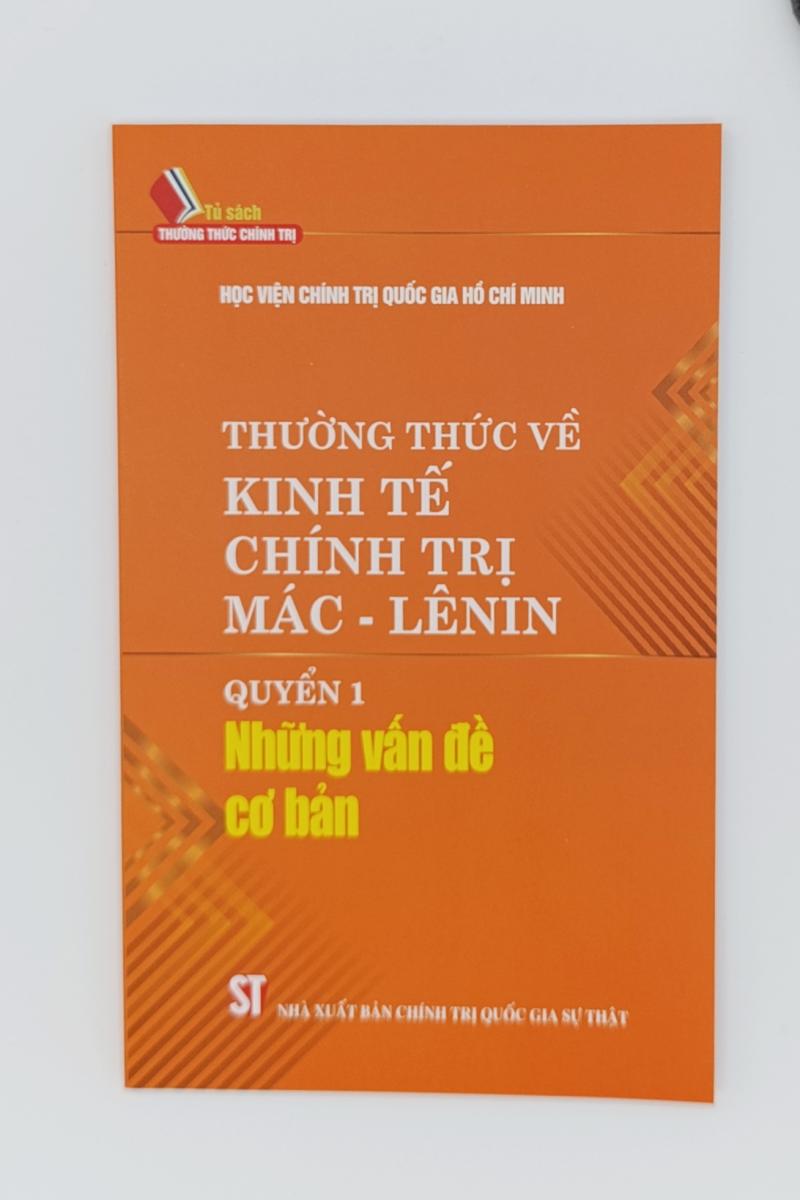 Tủ sách
THƯỜNG THỨC CHÍNH TRỊ
HỌC VIỆN CHÍNH TRỊ QUỐC GIA HỒ CHÍ MINH
THƯỜNG THỨC VỀ
KINH TẾ
CHÍNH TRỊ
MÁC - LÊNIN
QUYỂN 1
Những vấn đề
cơ bản
ST NHÀ XUẤT BẢN CHÍNH TRỊ QUỐC GIA SỰ THẬT